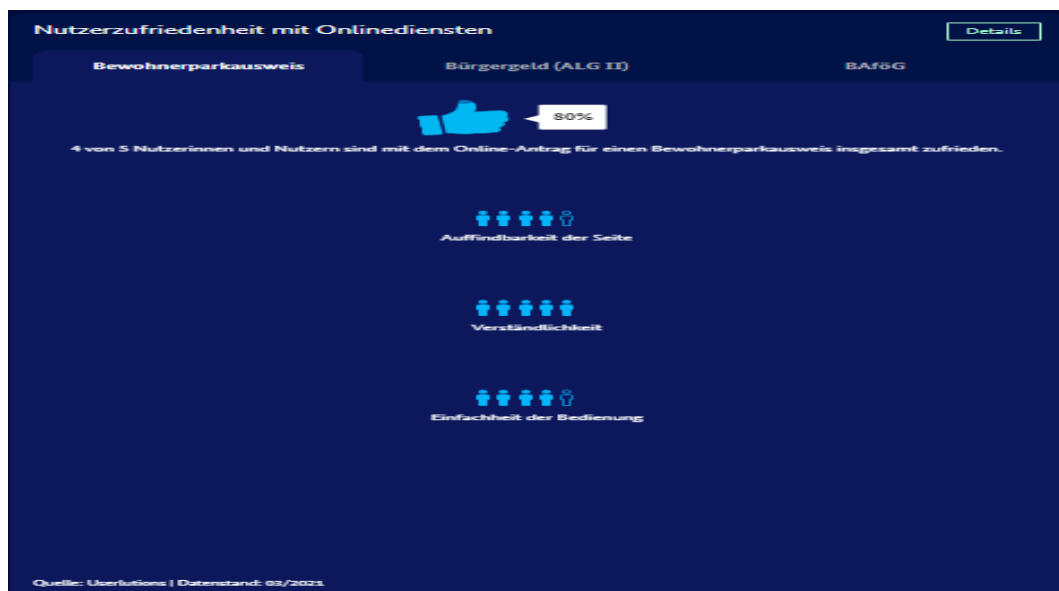 Nutzerzufriedenheit mit Onlinediensten
Details
Bewohnerparkausweis
Bürgergeld (ALG II)
BAföG
80%
4 von 5 Nutzerinnen und Nutzern sind mit dem Online-Antrag für einen Bewohnerparkausweis insgesamt zufrieden.
Auffindbarkeit der Seite
Verständlichkeit
Einfachheit der Bedienung
Quelle: Userlutions | Datenstand: 03/2021